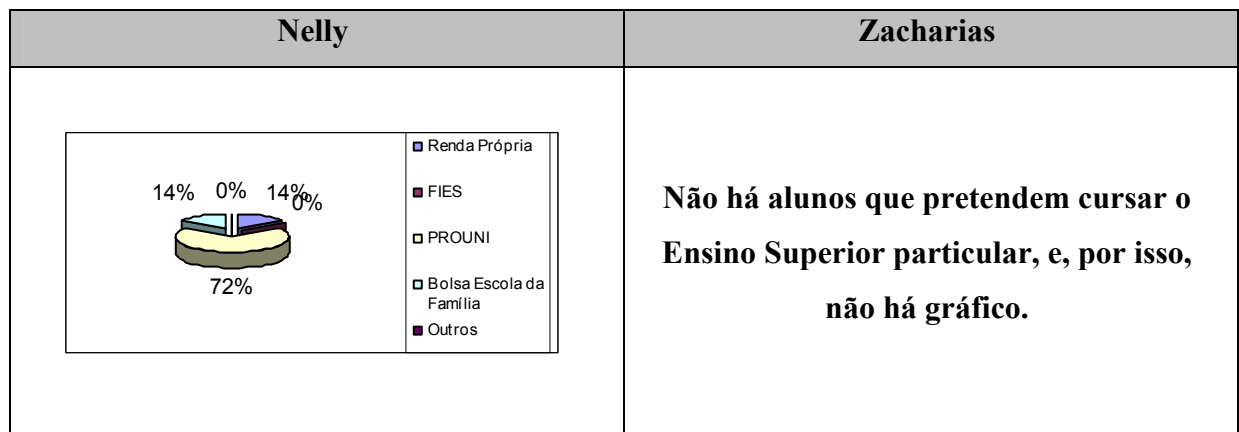 Nelly
Zacharias
14% 0% 14% 0%
72%
Renda Própria
FIES
PROUNI
Bolsa Escola da
Família
Outros
Não há alunos que pretendem cursar o
Ensino Superior particular, e, por isso,
não há gráfico.